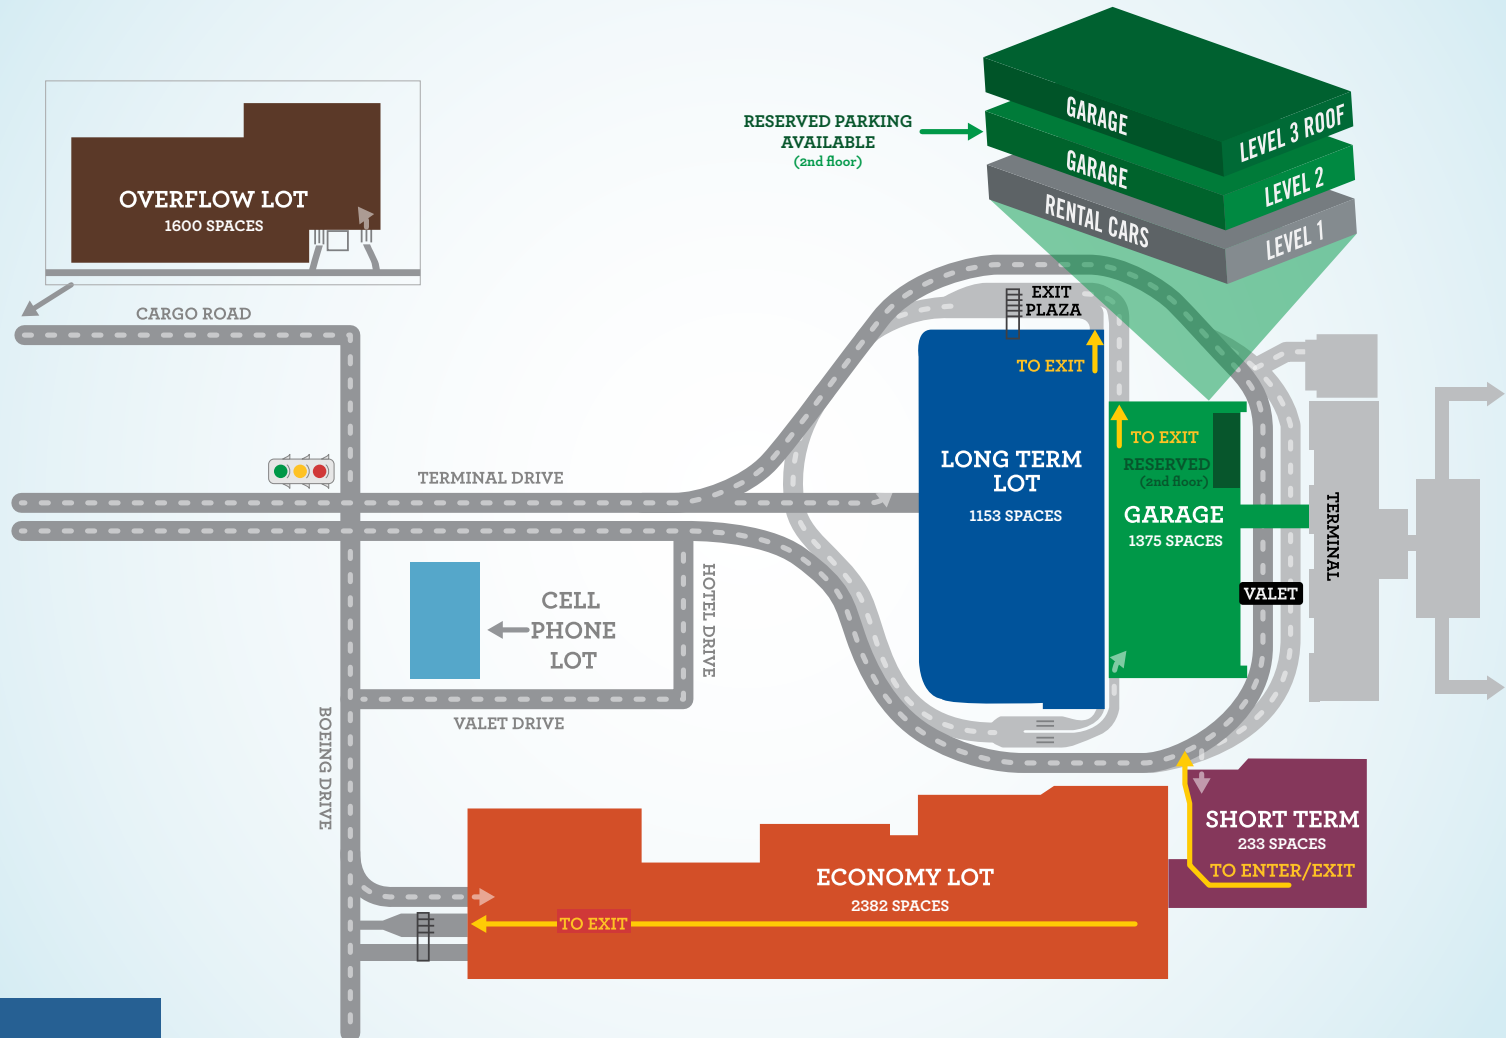 GARAGE
LEVEL 3 ROOF
GARAGE
LEVEL 2
RENTAL CARS
LEVEL 1
RESERVED PARKING
AVAILABLE
(2nd floor)
OVERFLOW LOT
1600 SPACES
CARGO ROAD
EXIT
PLAZA
TO EXIT
TO EXIT
LONG TERM
LOT
1153 SPACES
RESERVED
(2nd floor)
GARAGE
1375 SPACES
TERMINAL
VALET
TERMINAL DRIVE
CELL
PHONE
LOT
HOTEL DRIVE
VALET DRIVE
BOEING DRIVE
SHORT TERM
233 SPACES
TO ENTER/EXIT
ECONOMY LOT
2382 SPACES
TO EXIT